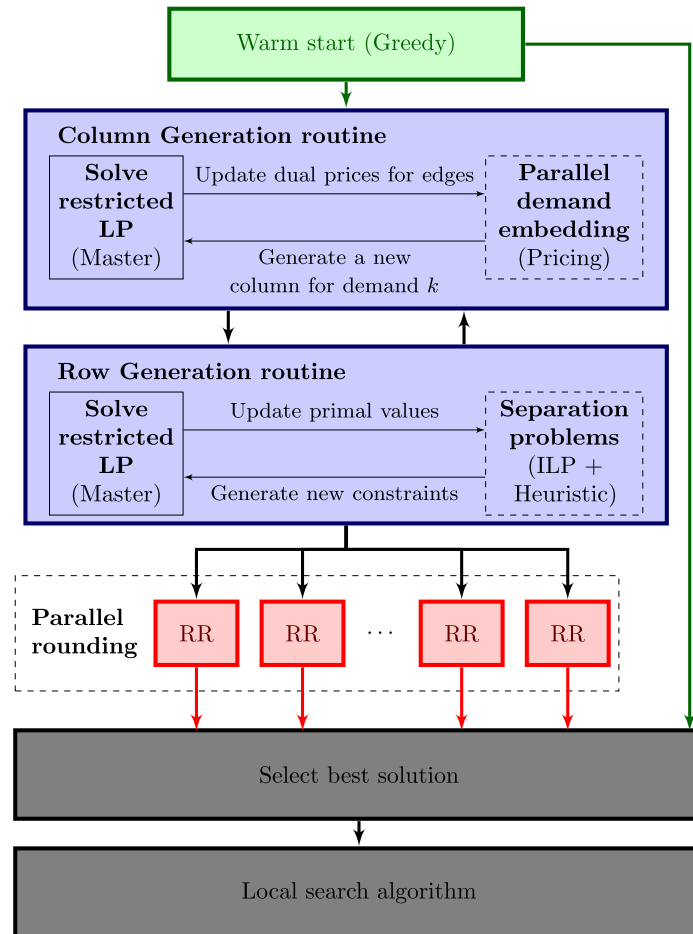 Warm start (Greedy)
Column Generation routine
Solve
restricted
LP
(Master)
Update dual prices for edges
Generate a new
column for demand k
Parallel
demand
embedding
(Pricing)
Row Generation routine
Solve
restricted
LP
(Master)
Update primal values
Generate new constraints
Separation
problems
(ILP +
Heuristic)
Parallel
rounding
RR RR ... RR RR
Select best solution
Local search algorithm